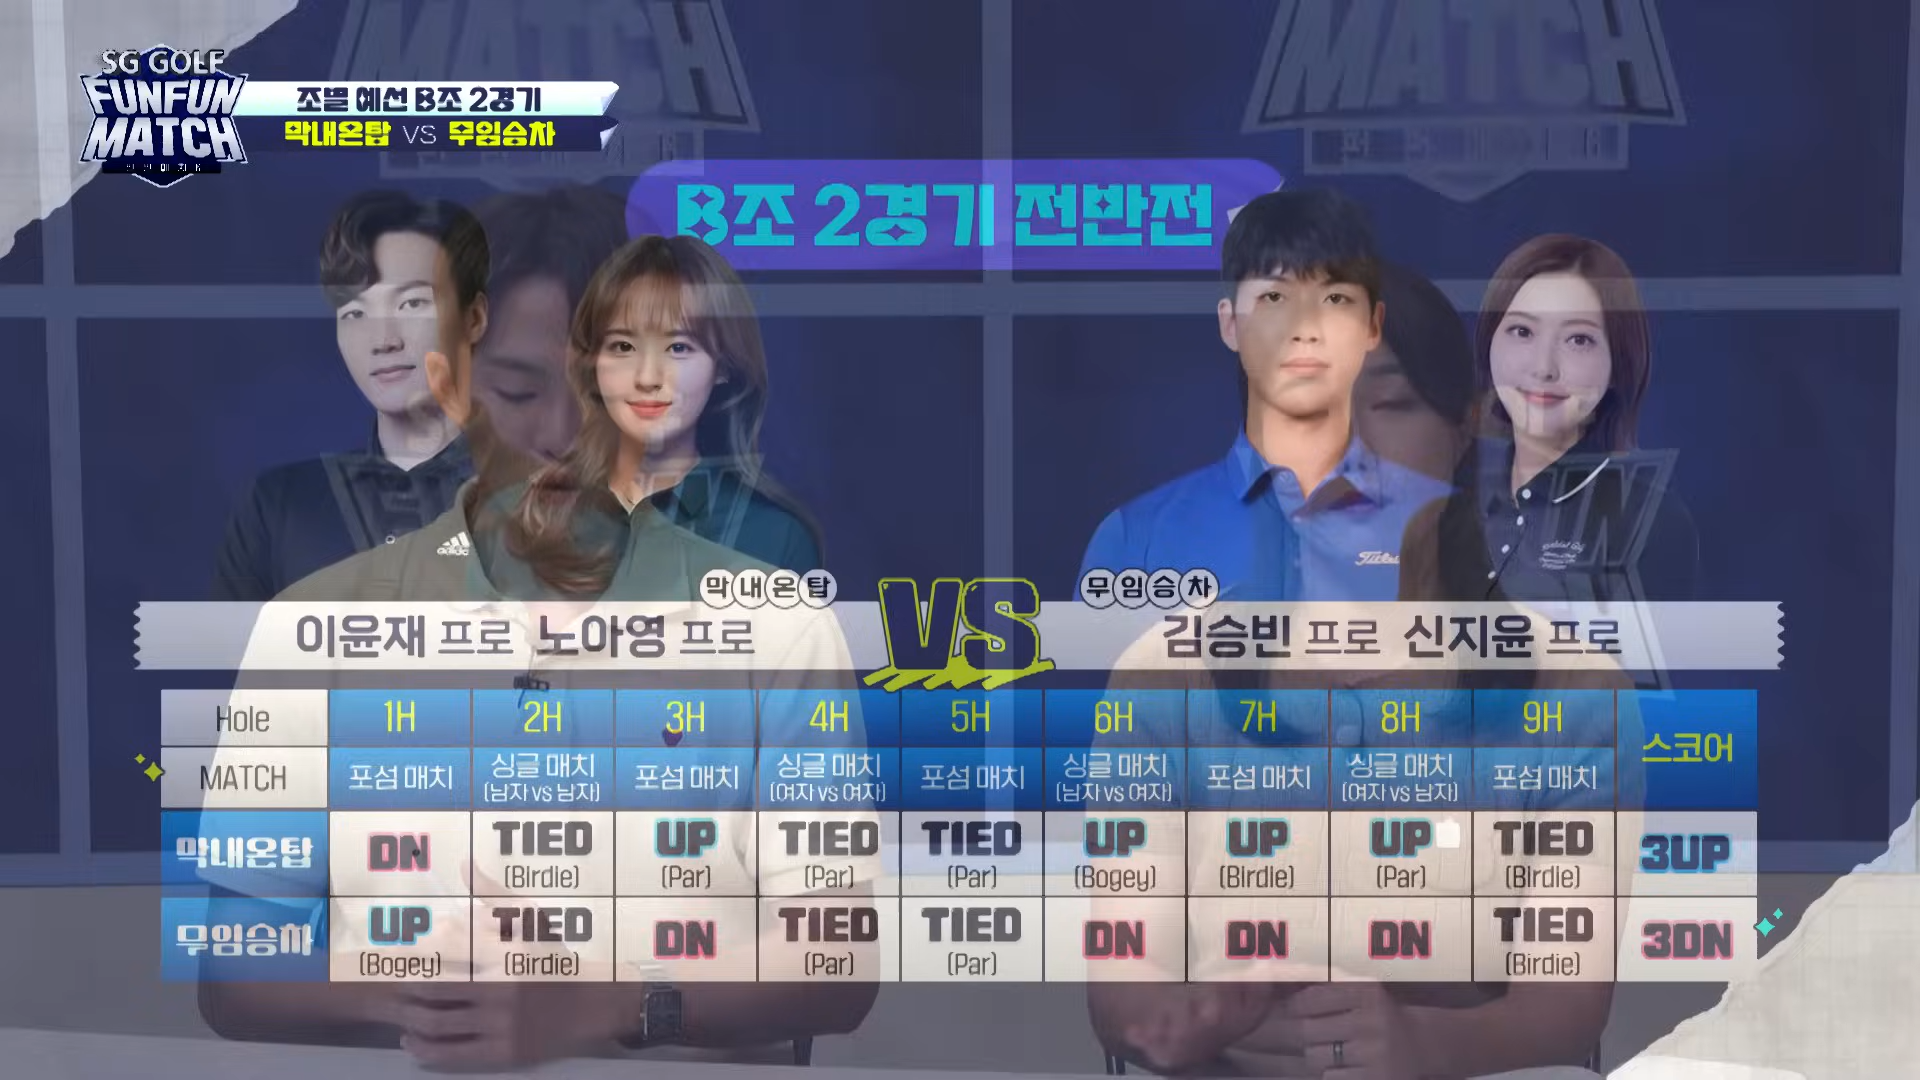 SG GOLF
FUNFUN
MATCH
조별 예선 B조 2경기
막내온탑 VS 무임승차
B조 2경기 전반전
adidas
막내온탑
VS
무임승차
이윤재 프로 노아영 프로
김승빈 프로 신지윤 프로
Hole 1H 2H 3H 4H 5H 6H 7H 8H 9H 스코어
MATCH 포섬 매치 싱글 매치 (남자 vs 남자) 포섬 매치 싱글 매치 (여자 vs 여자) 포섬 매치 싱글 매치 (남자 vs 여자) 포섬 매치 싱글 매치 (여자 vs 남자) 포섬 매치
막내온탑 DN TIED (Birdie) UP (Par) TIED (Par) TIED (Par) UP (Bogey) UP (Birdie) UP (Par) TIED (Birdie) 3UP
무임승차 UP (Bogey) TIED (Birdie) DN TIED (Par) TIED (Par) DN DN DN TIED (Birdie) 3DN